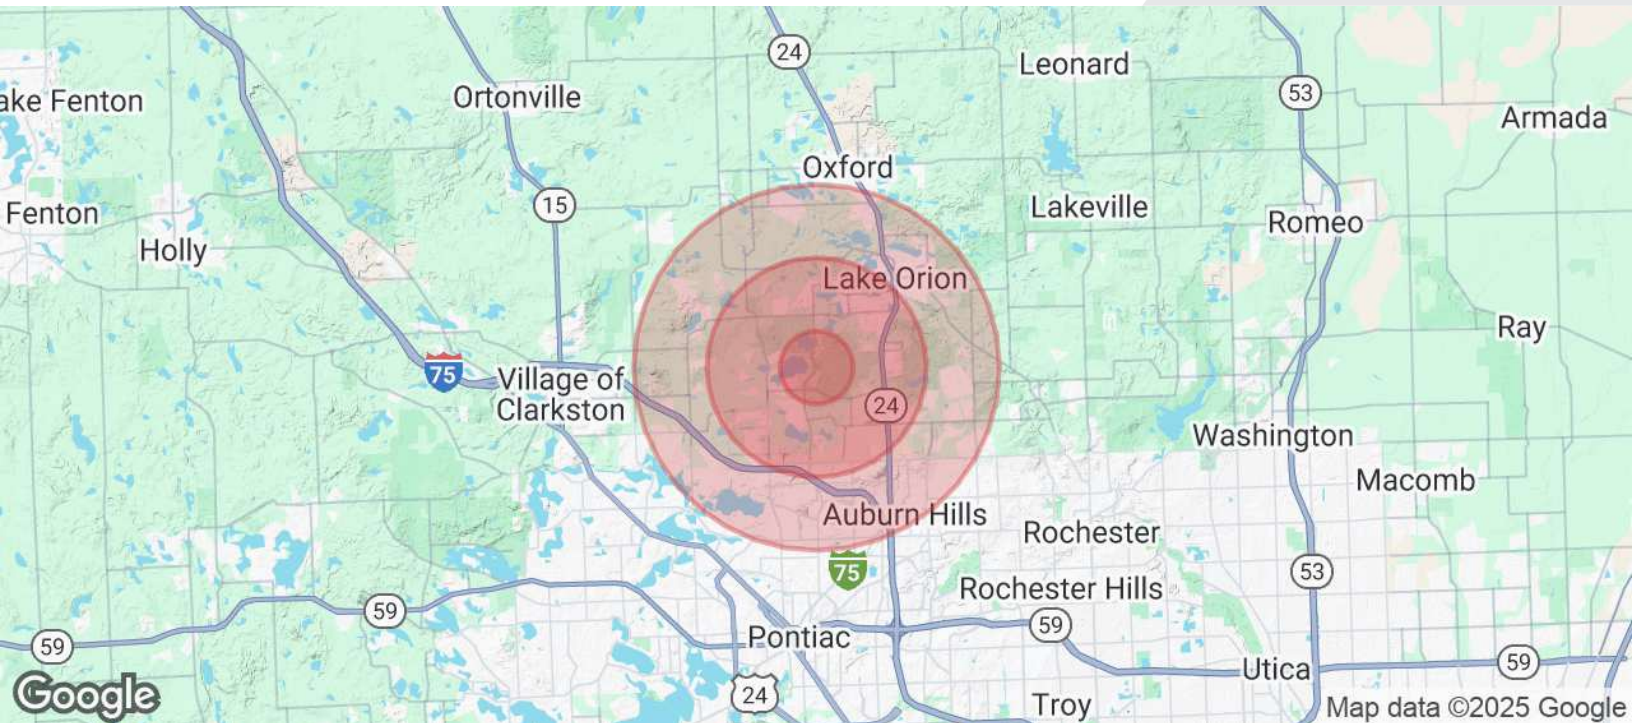 24
Leonard
53
ake Fenton
Ortonville
Armada
Oxford
15
Fenton
Lakeville
Romeo
Holly
Lake Orion
Ray
75
Village of
Clarkston
24
Washington
Macomb
Auburn Hills
Rochester
75
53
Rochester Hills
59
59
Pontiac
59
59
Utica
Google
24
Troy
Map data ©2025 Google